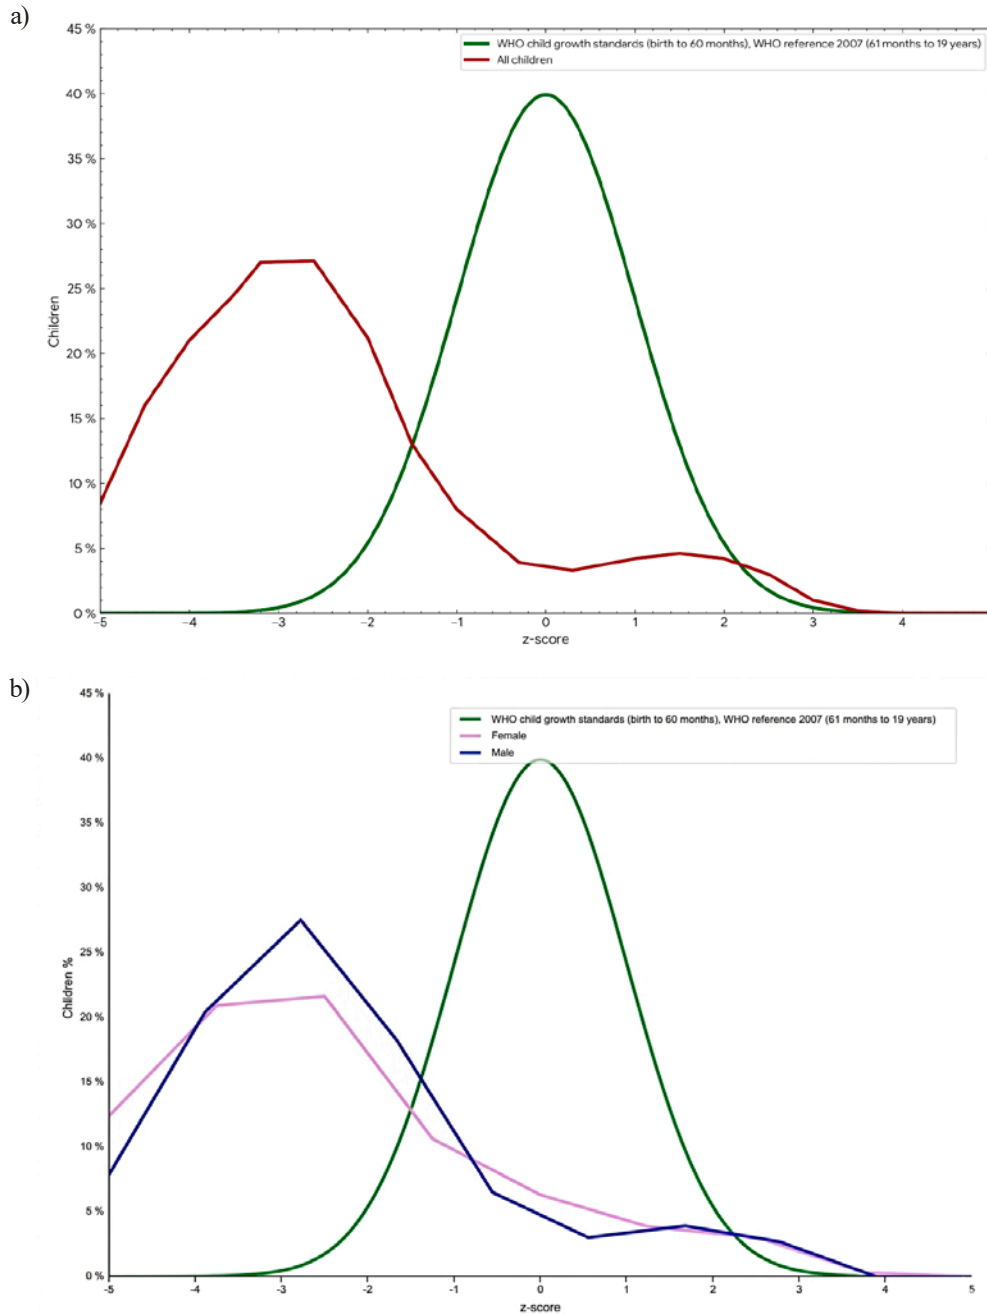 a)
45 %
WHO child growth standards (birth to 60 months), WHO reference 2007 (61 months to 19 years)
All children
40 %
35 %
30 %
25 %
20 %
15 %
10 %
5 %
0 %
Children
−5 −4 −3 −2 −1 0 1 2 3 4
z-score
b)
45 %
WHO child growth standards (birth to 60 months), WHO reference 2007 (61 months to 19 years)
Female
Male
40 %
35 %
30 %
25 %
20 %
15 %
10 %
5 %
0 %
Children %
-5 -4 -3 -2 -1 0 1 2 3 4 5
z-score